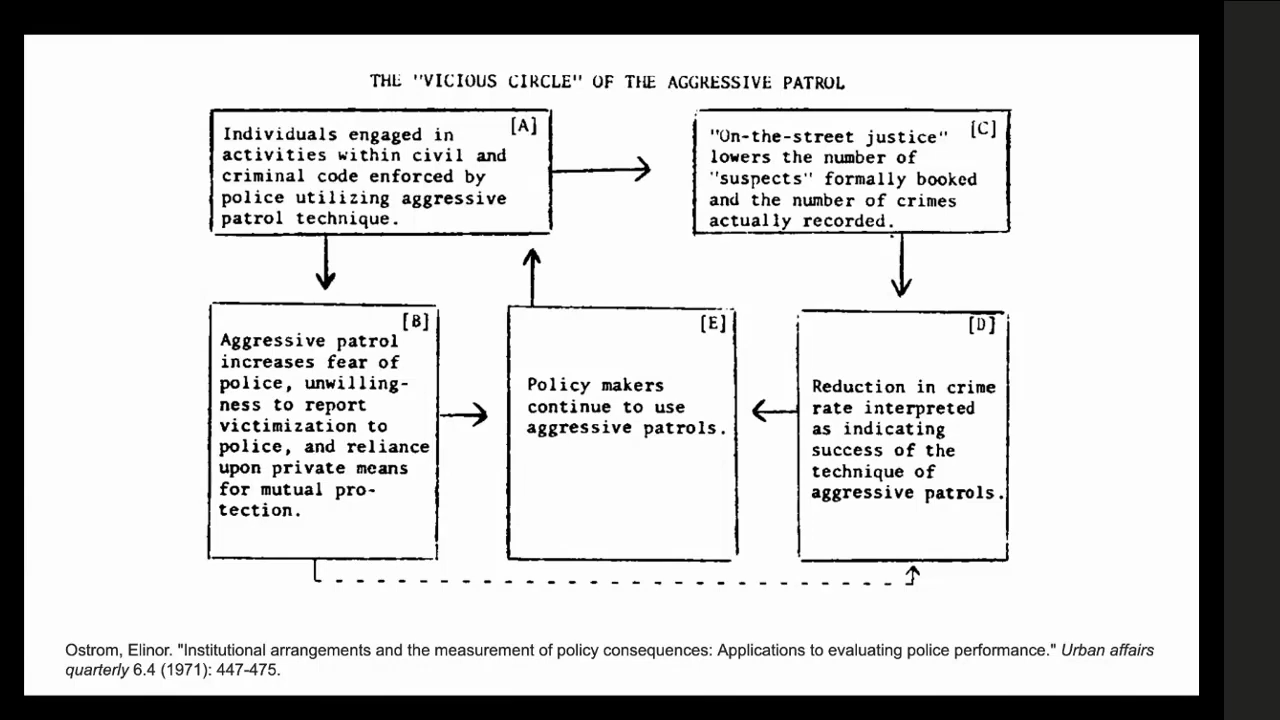 THE "VICIOUS CIRCLE" OF THE AGGRESSIVE PATROL
[A]
Individuals engaged in
activities within civil and
criminal code enforced by
police utilizing aggressive
patrol technique.
[C]
"On-the-street justice"
lowers the number of
"suspects" formally booked
and the number of crimes
actually recorded.
[B]
Aggressive patrol
increases fear of
police, unwilling-
ness to report
victimization to
police, and reliance
upon private means
for mutual pro-
tection.
[E]
Policy makers
continue to use
aggressive patrols.
[D]
Reduction in crime
rate interpreted
as indicating
success of the
technique of
aggressive patrols.
Ostrom, Elinor. "Institutional arrangements and the measurement of policy consequences: Applications to evaluating police performance." Urban affairs
quarterly 6.4 (1971): 447-475.